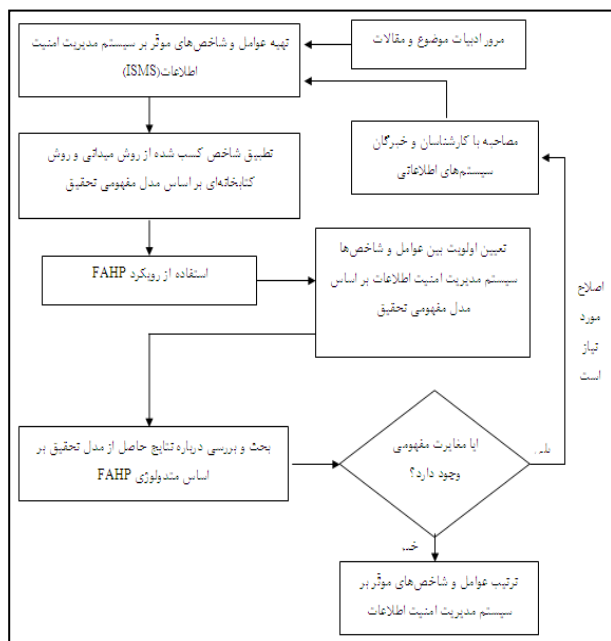 مرور ادبیات موضوع و مقالات
تهیه عوامل و شاخص‌های موثر بر سیستم مدیریت امنیت
اطلاعات(ISMS)
مصاحبه با کارشناسان و خبرگان
سیستم‌های اطلاعاتی
تطبیق شاخص کسب شده از روش میدانی و روش
کتابخانه‌ای بر اساس مدل مفهومی تحقیق
استفاده از رویکرد FAHP
تعیین اولویت بین عوامل و شاخص‌ها
سیستم مدیریت امنیت اطلاعات بر اساس
مدل مفهومی تحقیق
اصلاح
مورد
نیاز
است
بحث و بررسی درباره نتایج حاصل از مدل تحقیق بر
اساس متدولوژی FAHP
ایا مغایرت مفهومی
وجود دارد؟
ترتیب عوامل و شاخص‌های موثر بر
سیستم مدیریت امنیت اطلاعات